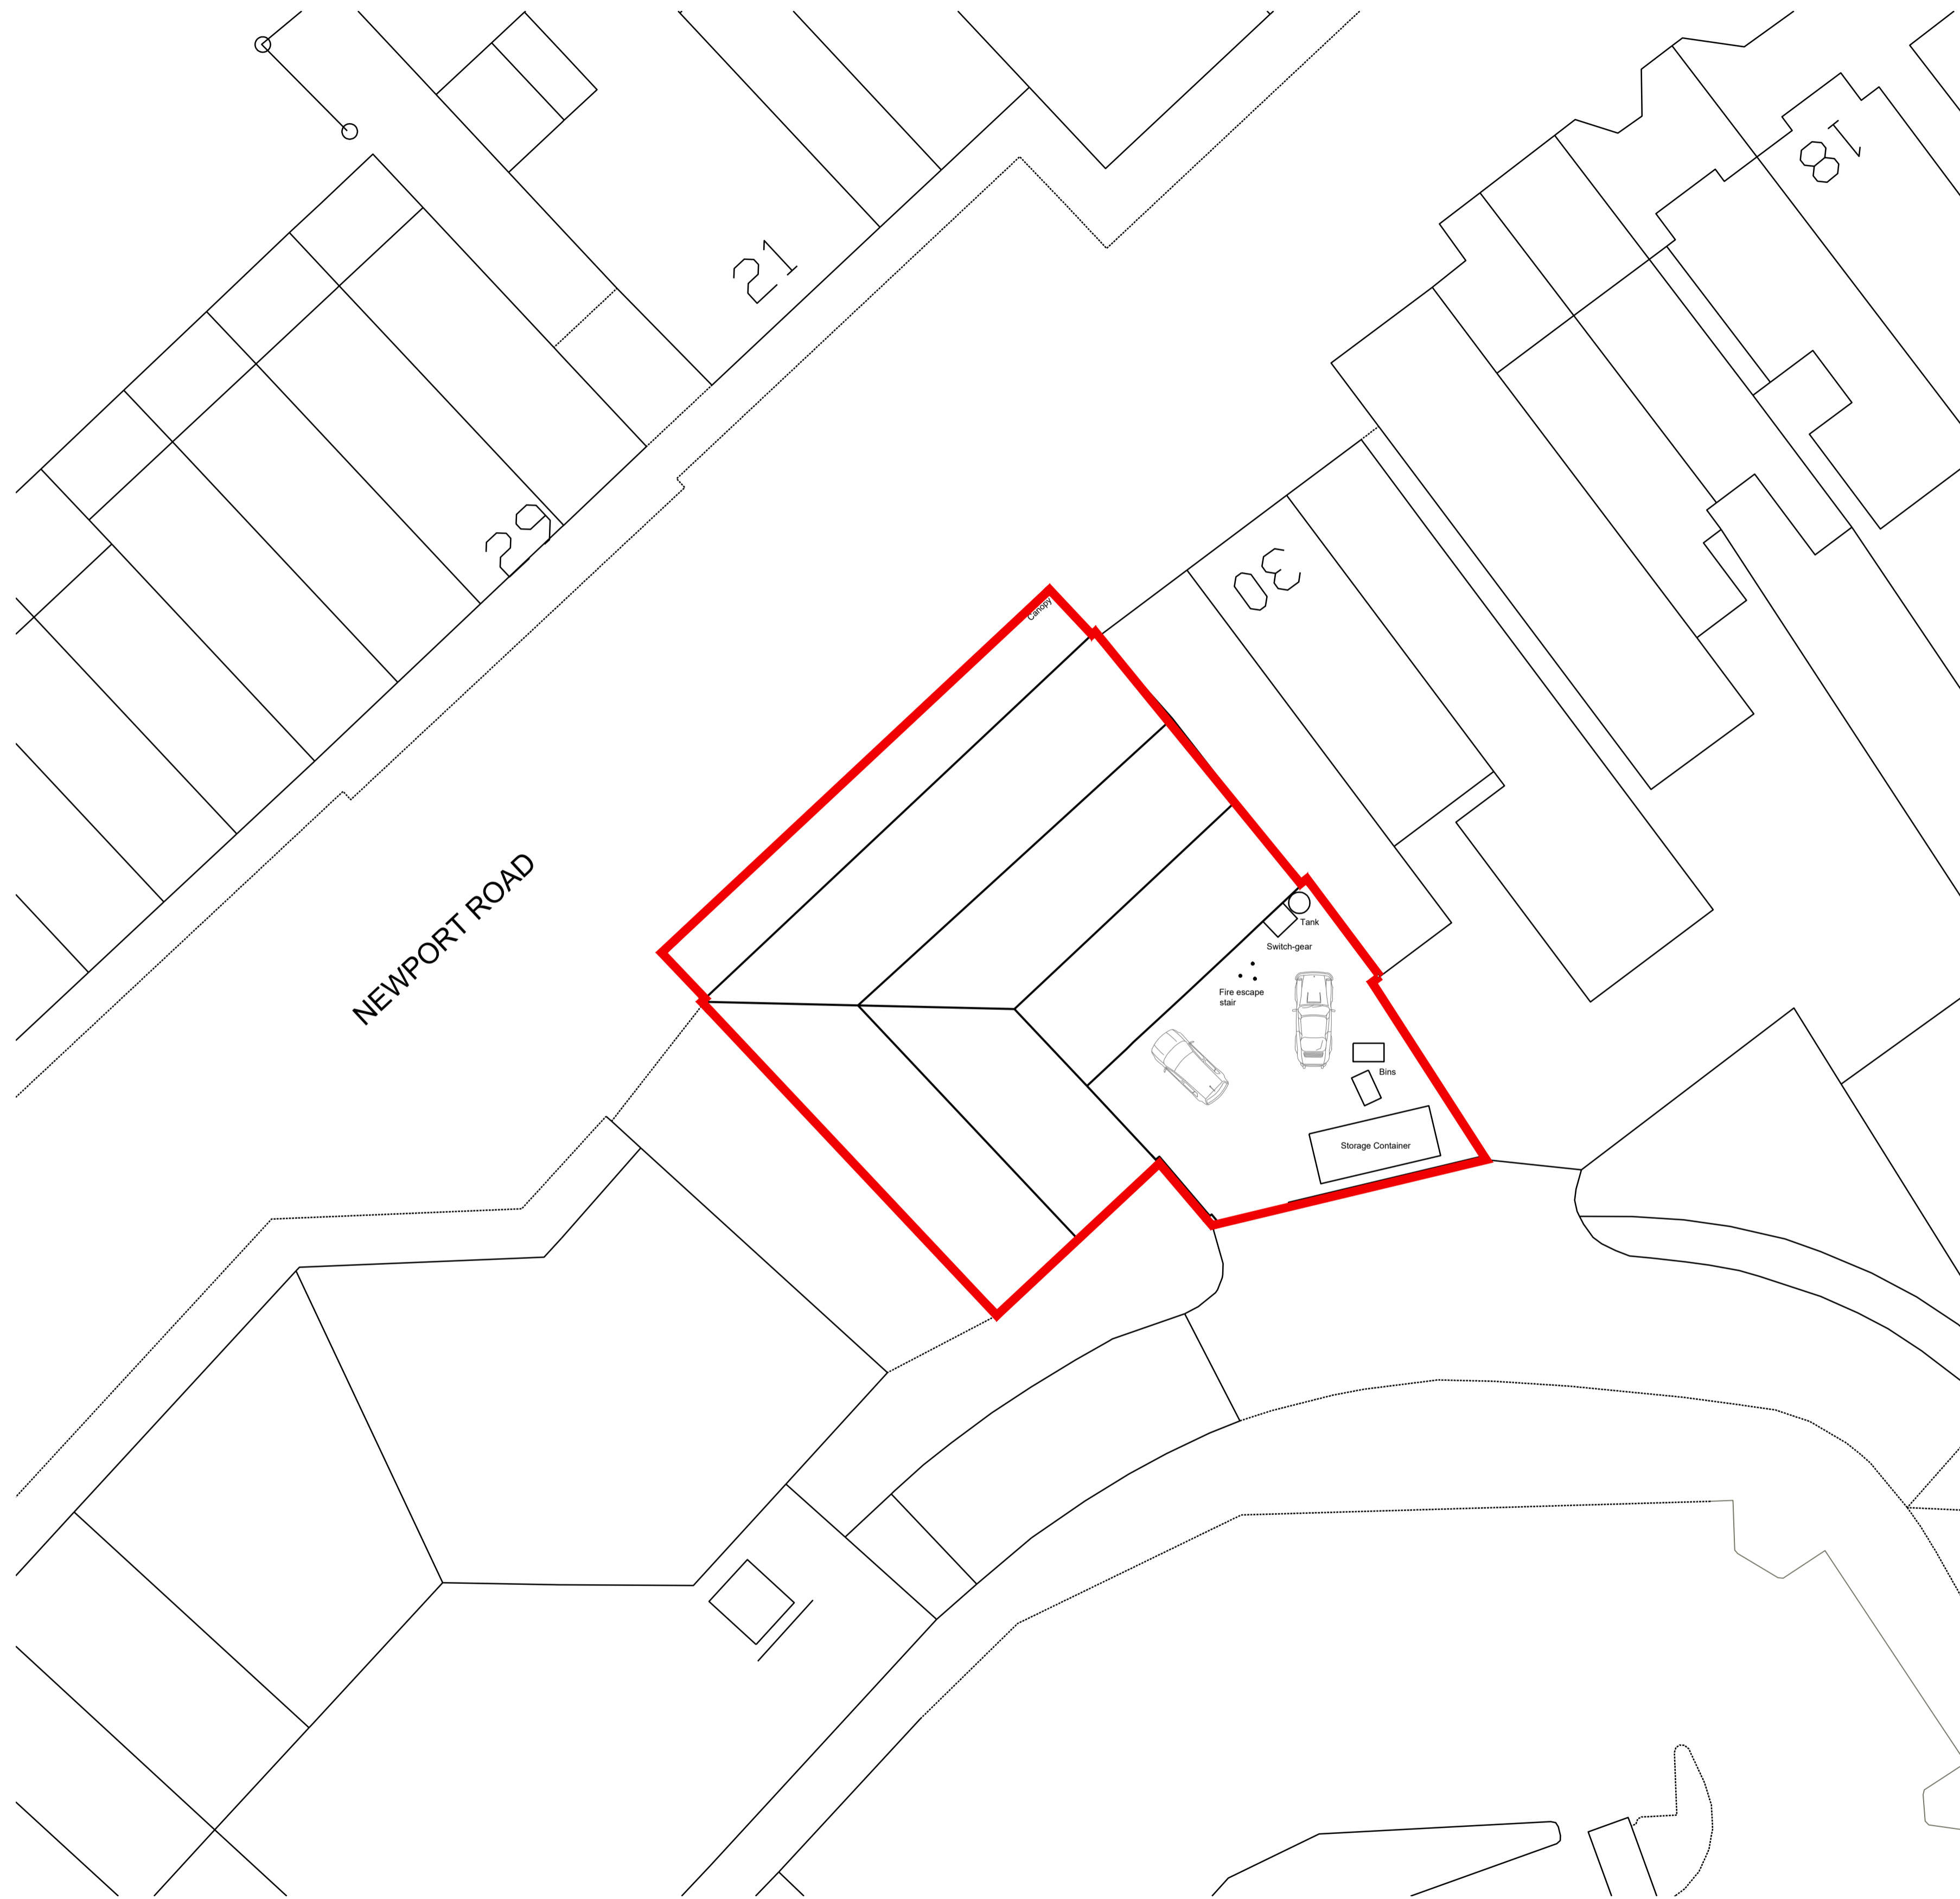 18
21
29
30
Canopy
NEWPORT ROAD
Tank
Switch-gear
Fire escape
stair
Bins
Storage Container